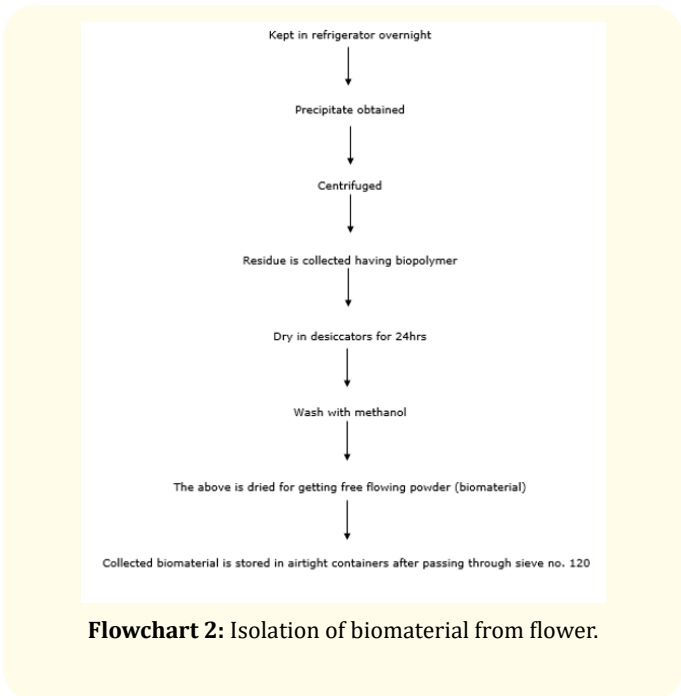 Kept in refrigerator overnight
Precipitate obtained
Centrifuged
Residue is collected having biopolymer
Dry in desiccators for 24hrs
Wash with methanol
The above is dried for getting free flowing powder (biomaterial)
Collected biomaterial is stored in airtight containers after passing through sieve no. 120
Flowchart 2: Isolation of biomaterial from flower.